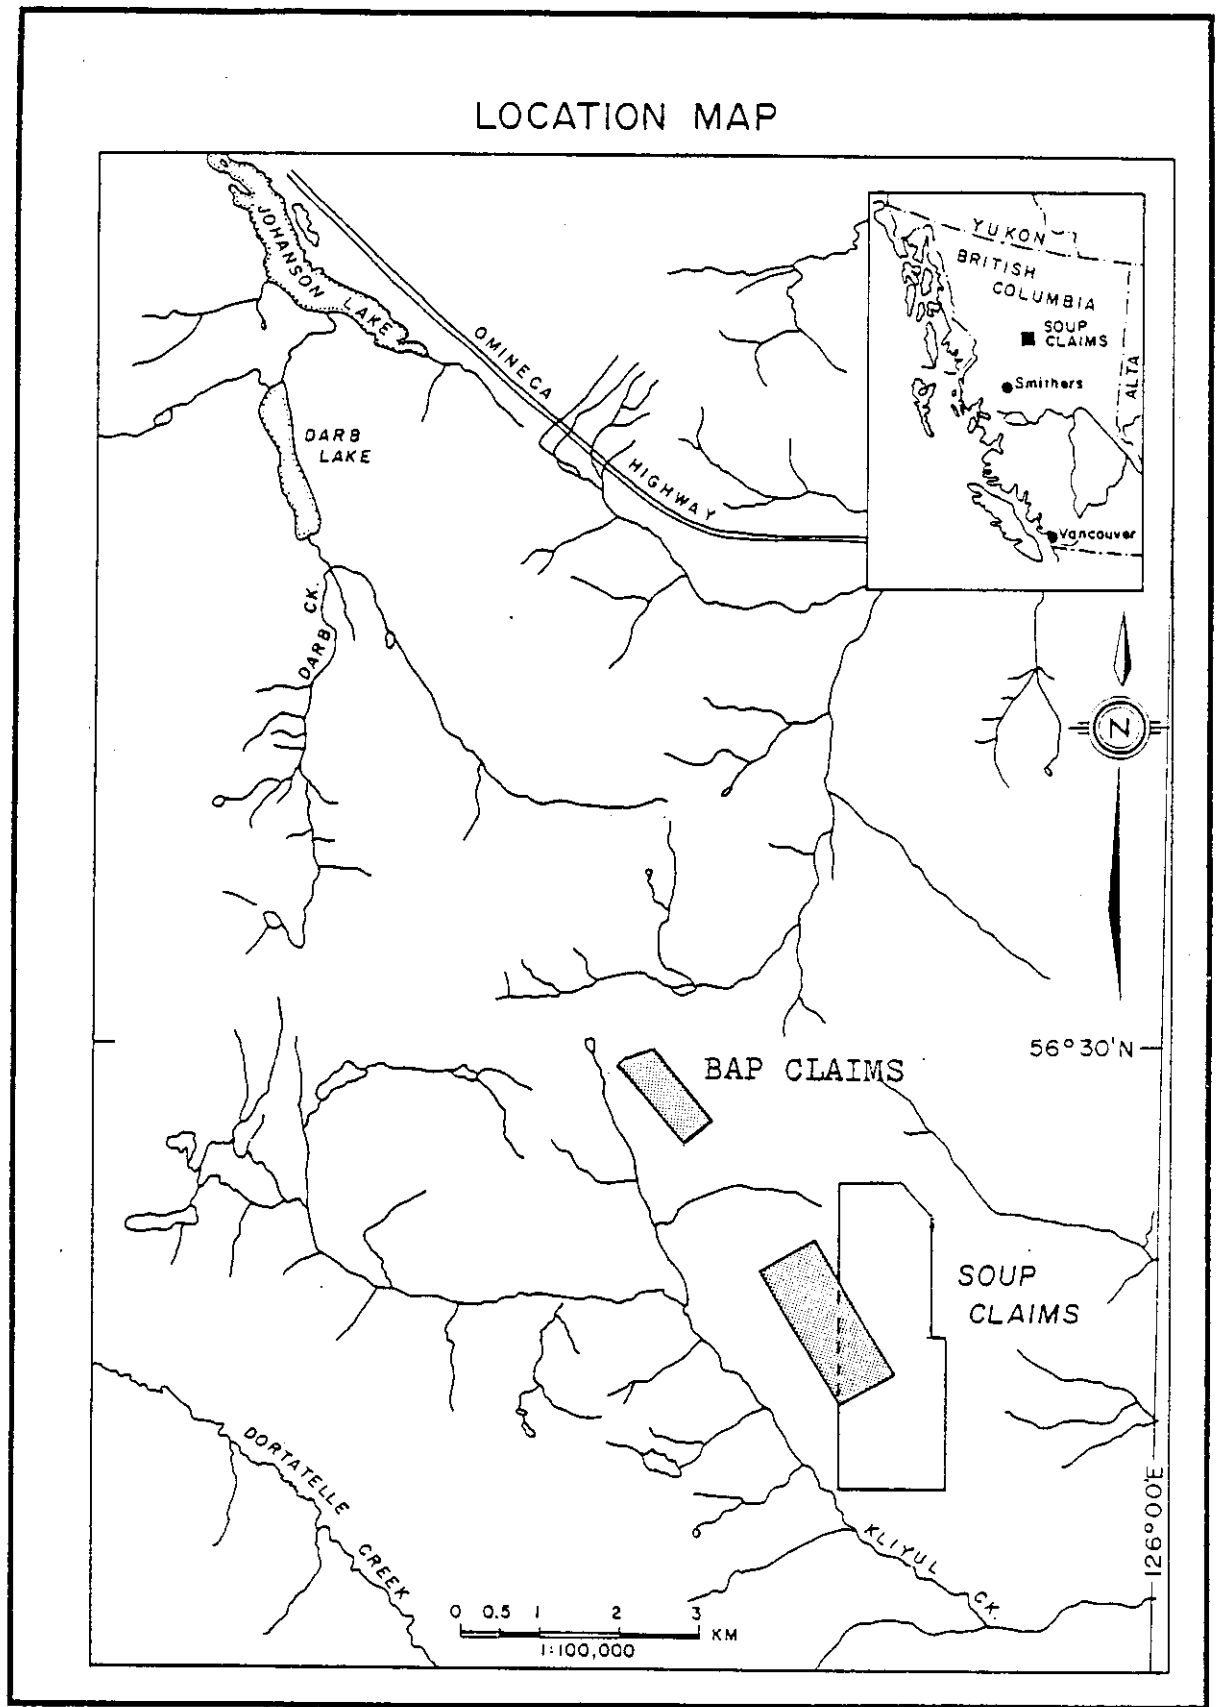 LOCATION MAP
JOHANSON LAKE
OMINECA HIGHWAY
DARB
LAKE
DARB CK.
YUKON
BRITISH
COLUMBIA
SOUP
CLAIMS
ALTA
Smithers
Vancouver
N
56°30'N
BAP CLAIMS
SOUP
CLAIMS
DORTATELLE CREEK
KLIYUL CK.
126°00'E
0 0.5 1 2 3 KM
1:100,000